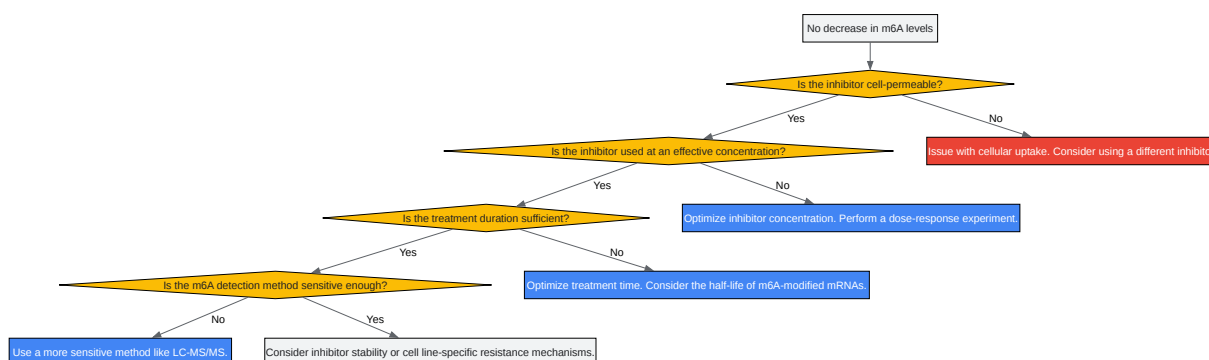 No decrease in m6A levels
Is the inhibitor cell-permeable?
Yes
No
Is the inhibitor used at an effective concentration?
Issue with cellular uptake. Consider using a different inhibito
Yes
No
Is the treatment duration sufficient?
Optimize inhibitor concentration. Perform a dose-response experiment.
Yes
No
Is the m6A detection method sensitive enough?
Optimize treatment time. Consider the half-life of m6A-modified mRNAs.
No
Yes
Use a more sensitive method like LC-MS/MS.
Consider inhibitor stability or cell line-specific resistance mechanisms.